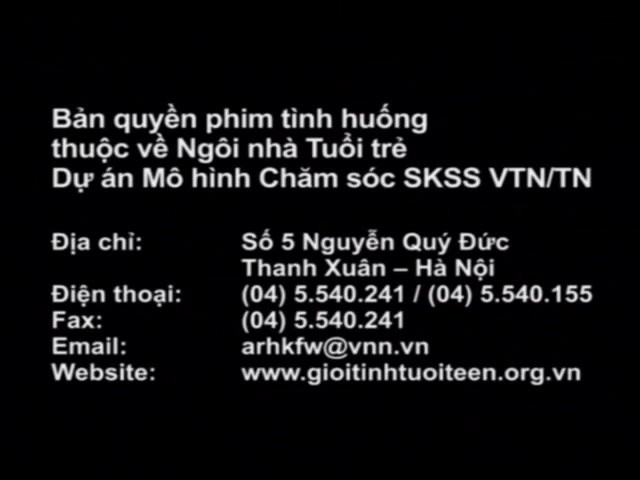 Bản quyền phim tình huống
thuộc về Ngôi nhà Tuổi trẻ
Dự án Mô hình Chăm sóc SKSS VTN/TN
Địa chỉ: Số 5 Nguyễn Quý Đức
Thanh Xuân – Hà Nội
Điện thoại: (04) 5.540.241 / (04) 5.540.155
Fax: (04) 5.540.241
Email: arhkfw@vnn.vn
Website: www.gioitinhtuoiteen.org.vn